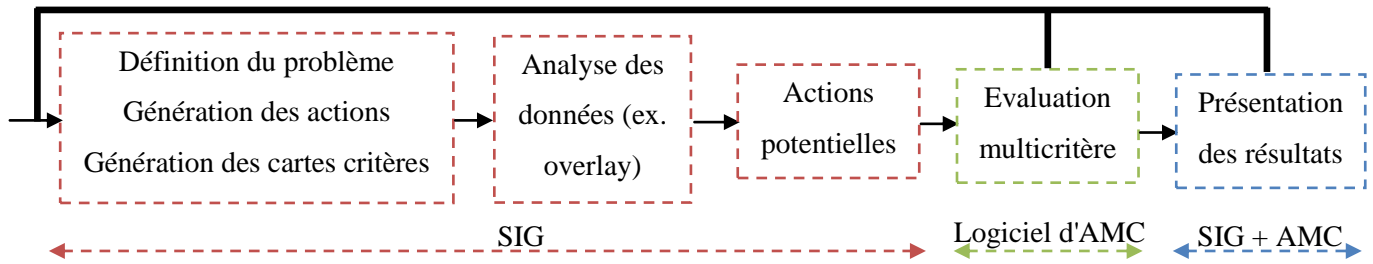 Définition du problème
Génération des actions
Génération des cartes critères
Analyse des
données (ex.
overlay)
Actions
potentielles
Evaluation
multicritère
Présentation
des résultats
SIG
Logiciel d'AMC
SIG + AMC